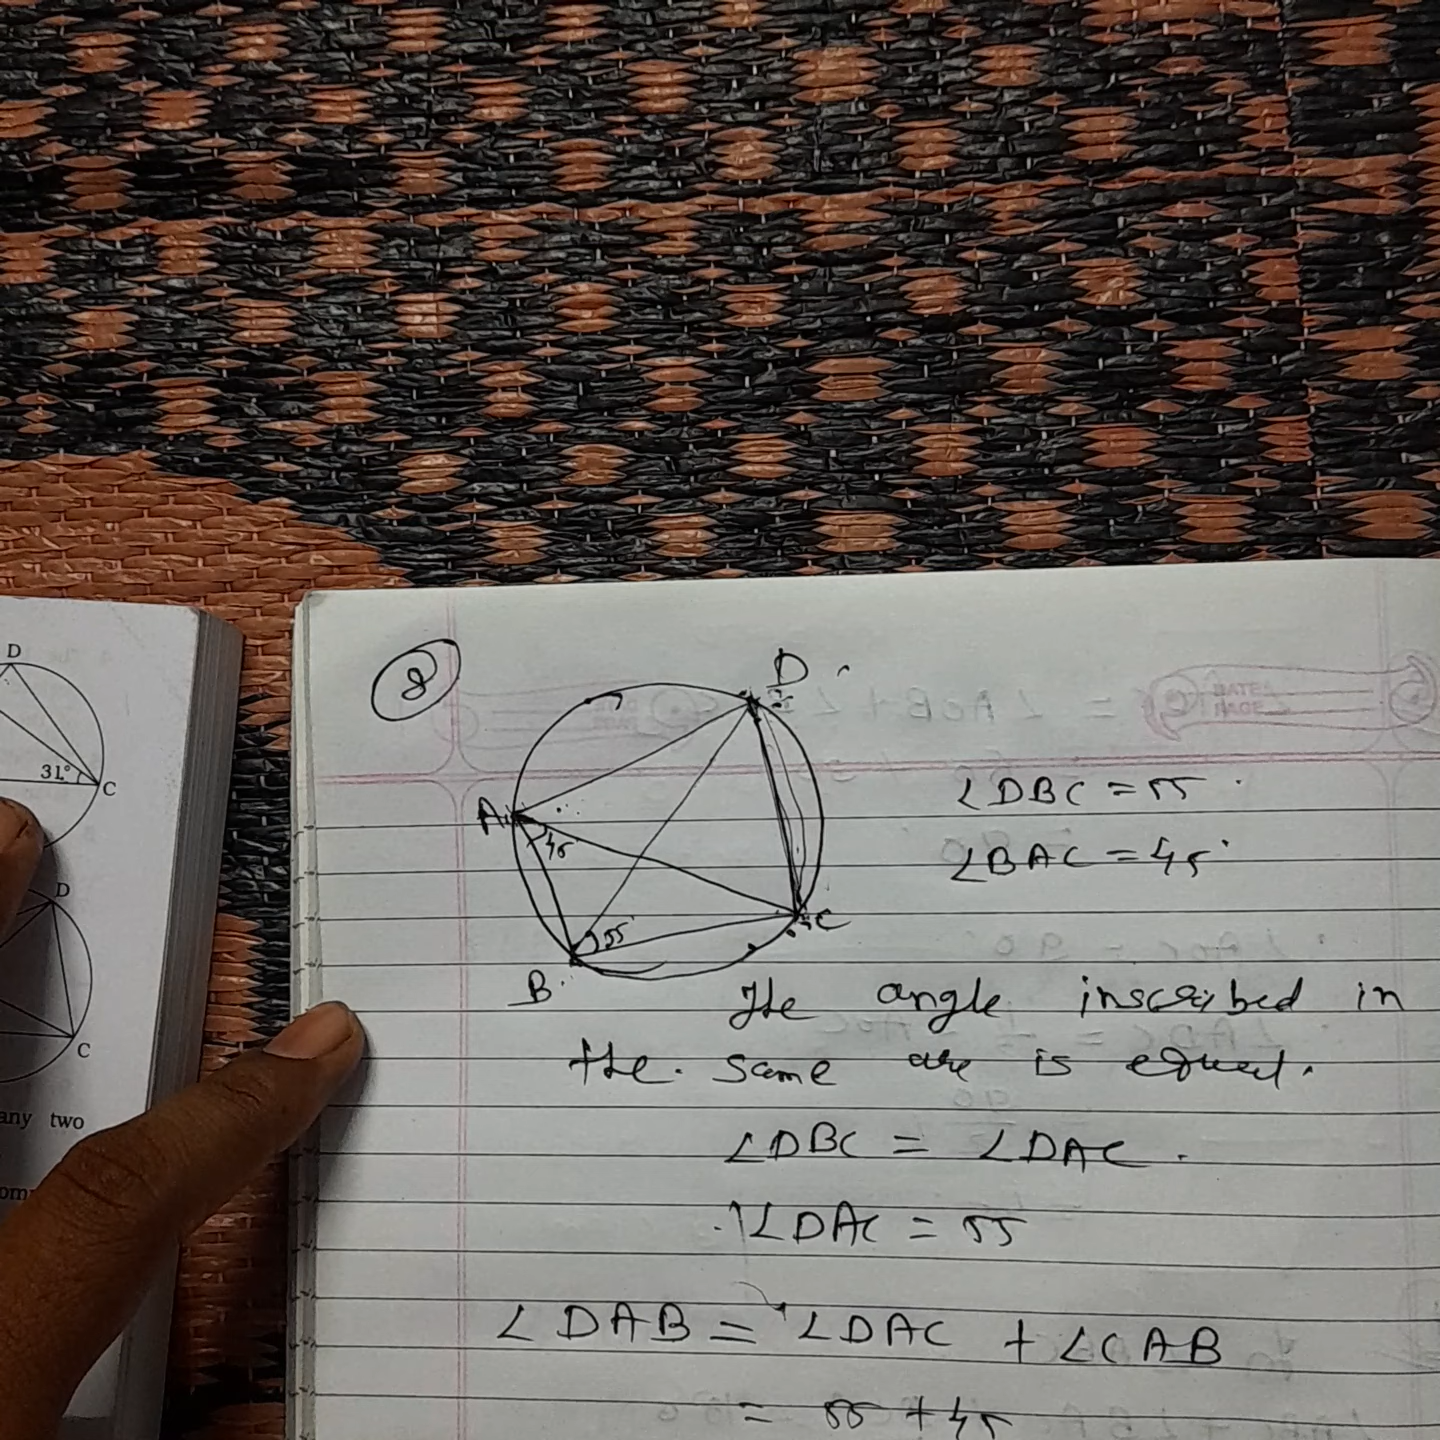 D
31°
C
D
C
any two
8
D
A
45
55
C
B
∠DBC = 55
∠BAC = 45°
The angle inscribed in
the same arc is equal.
∠DBC = ∠DAC.
∠DAC = 55
∠DAB = ∠DAC + ∠CAB
= 55 + 45